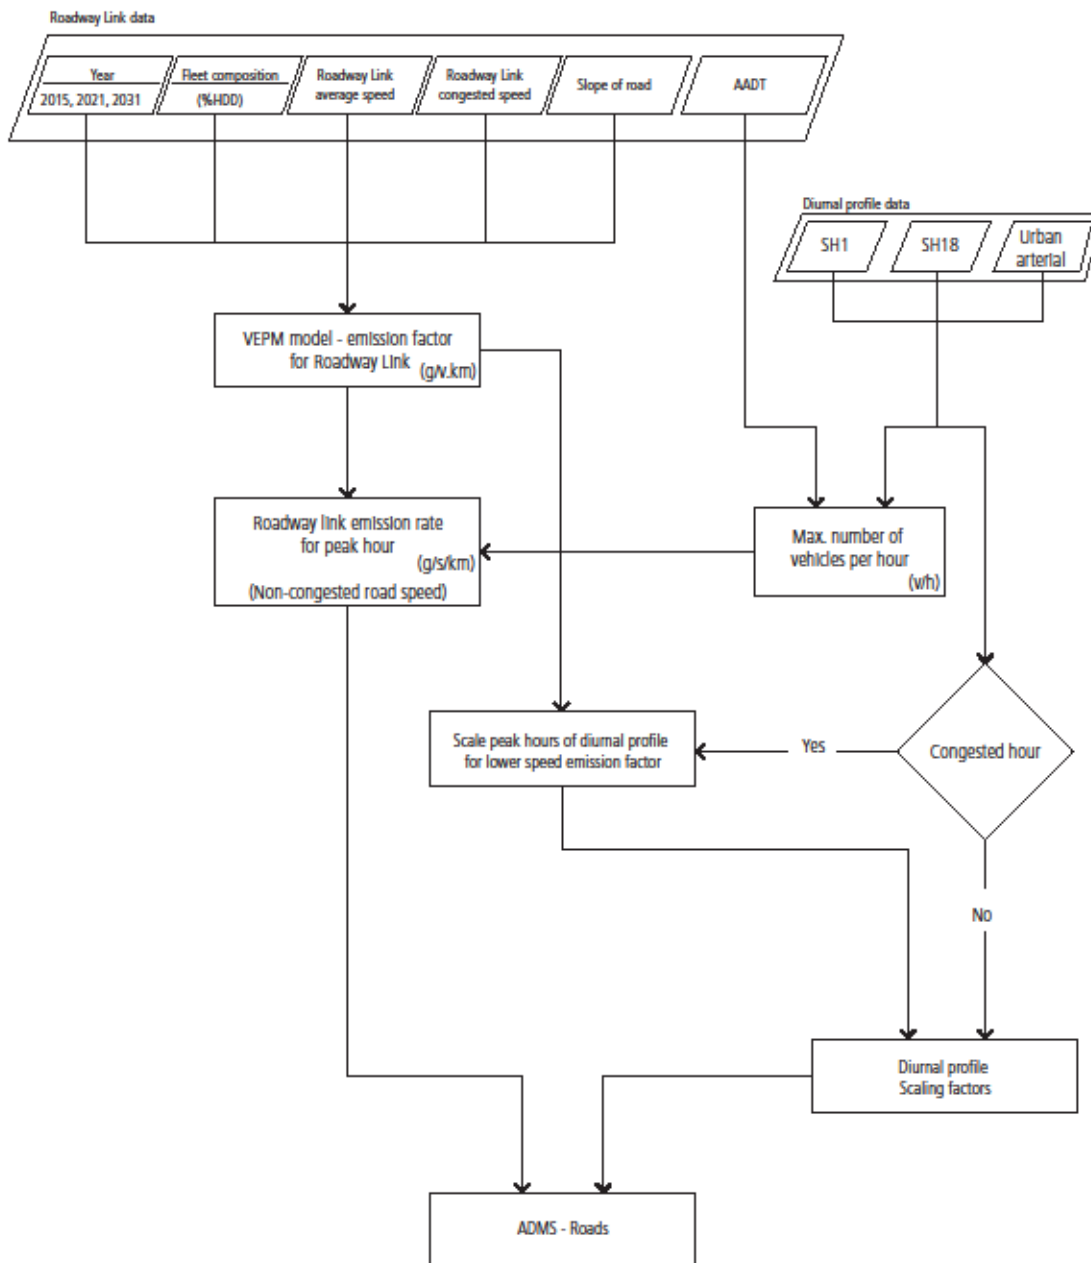 Roadway Link data
Year
2015, 2021, 2031
Fleet composition
(%HDD)
Roadway Link
average speed
Roadway Link
congested speed
Slope of road
AADT
Diurnal profile data
SH1
SH18
Urban
arterial
VEPM model - emission factor
for Roadway Link
(g/v.km)
Roadway link emission rate
for peak hour
(g/s/km)
(Non-congested road speed)
Max. number of
vehicles per hour
(v/h)
Scale peak hours of diurnal profile
for lower speed emission factor
Yes
Congested hour
No
Diurnal profile
Scaling factors
ADMS - Roads